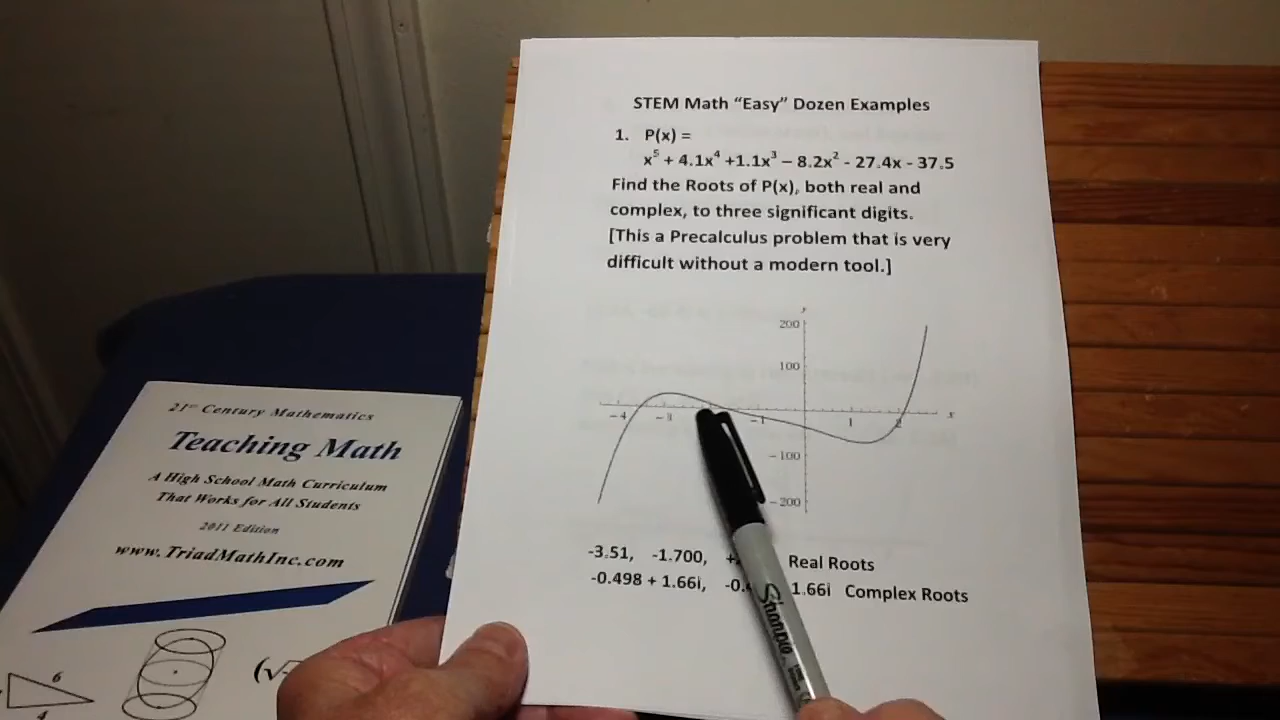 STEM Math “Easy” Dozen Examples
1. P(x) =
x⁵ + 4.1x⁴ +1.1x³ – 8.2x² - 27.4x - 37.5
Find the Roots of P(x), both real and
complex, to three significant digits.
[This a Precalculus problem that is very
difficult without a modern tool.]
y
200
100
-4 -3 -1 1 2 x
-100
-200
-3.51, -1.700, Real Roots
-0.498 + 1.66i, 1.66i Complex Roots
21st Century Mathematics
Teaching Math
A High School Math Curriculum
That Works for All Students
2011 Edition
www.TriadMathInc.com
6
4
Sharpie